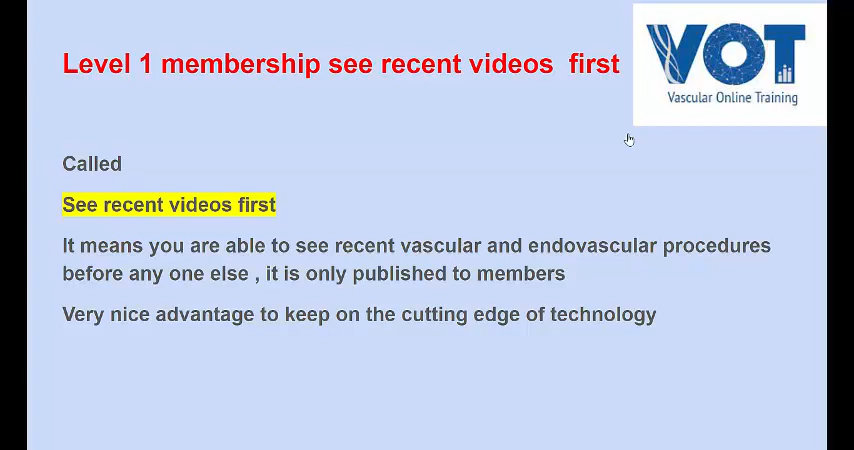 Level 1 membership see recent videos  first
VOT
Vascular Online Training
Called
See recent videos first
It means you are able to see recent vascular and endovascular procedures
before any one else , it is only published to members
Very nice advantage to keep on the cutting edge of technology